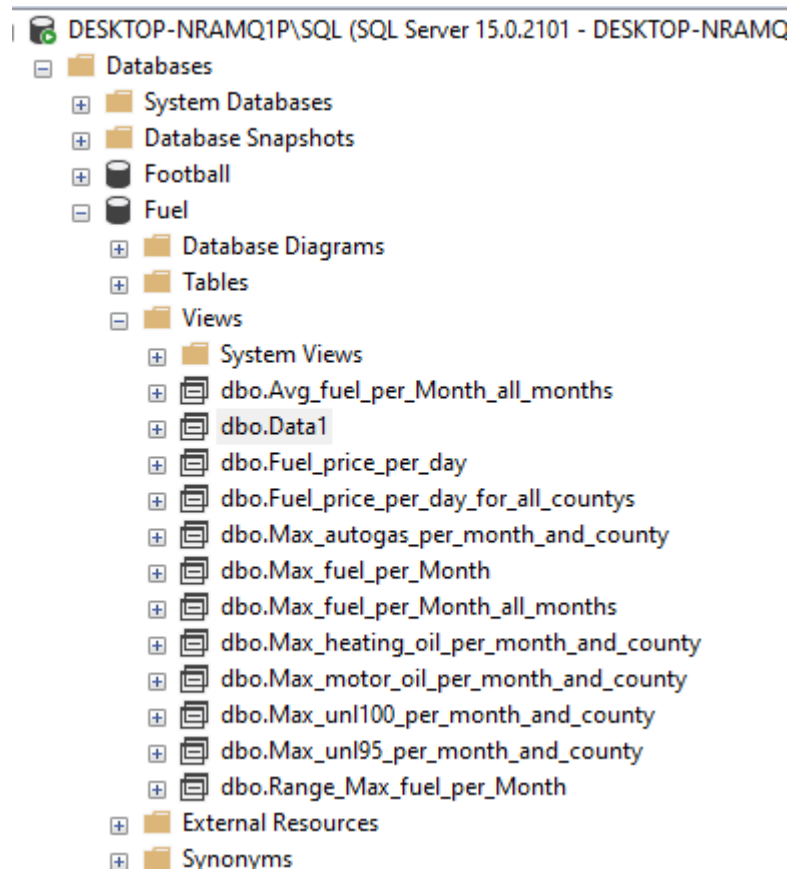 DESKTOP-NRAMQ1P\SQL (SQL Server 15.0.2101 - DESKTOP-NRAMQ
Databases
System Databases
Database Snapshots
Football
Fuel
Database Diagrams
Tables
Views
System Views
dbo.Avg_fuel_per_Month_all_months
dbo.Data1
dbo.Fuel_price_per_day
dbo.Fuel_price_per_day_for_all_countys
dbo.Max_autogas_per_month_and_county
dbo.Max_fuel_per_Month
dbo.Max_fuel_per_Month_all_months
dbo.Max_heating_oil_per_month_and_county
dbo.Max_motor_oil_per_month_and_county
dbo.Max_unl100_per_month_and_county
dbo.Max_unl95_per_month_and_county
dbo.Range_Max_fuel_per_Month
External Resources
Synonyms